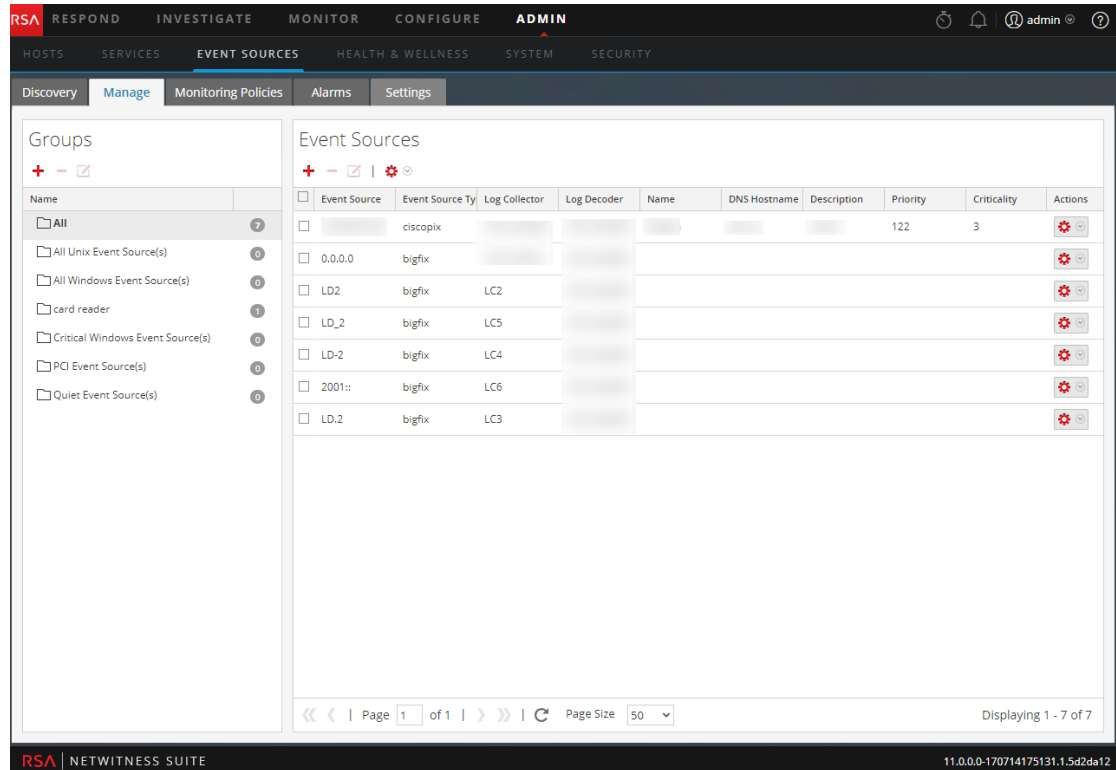 RSA RESPOND INVESTIGATE MONITOR CONFIGURE ADMIN admin ?
HOSTS SERVICES EVENT SOURCES HEALTH & WELLNESS SYSTEM SECURITY
Discovery Manage Monitoring Policies Alarms Settings
Groups
Name
All 7
All Unix Event Source(s) 0
All Windows Event Source(s) 0
card reader 1
Critical Windows Event Source(s) 0
PCI Event Source(s) 0
Quiet Event Source(s) 0
Event Sources
Event Source Event Source Ty Log Collector Log Decoder Name DNS Hostname Description Priority Criticality Actions
ciscopix 122 3
0.0.0.0 bigfix
LD2 bigfix LC2
LD_2 bigfix LC5
LD-2 bigfix LC4
2001:: bigfix LC6
LD.2 bigfix LC3
Page 1 of 1 Page Size 50 Displaying 1 - 7 of 7
RSA NETWITNESS SUITE 11.0.0.0-170714175131.1.5d2da12